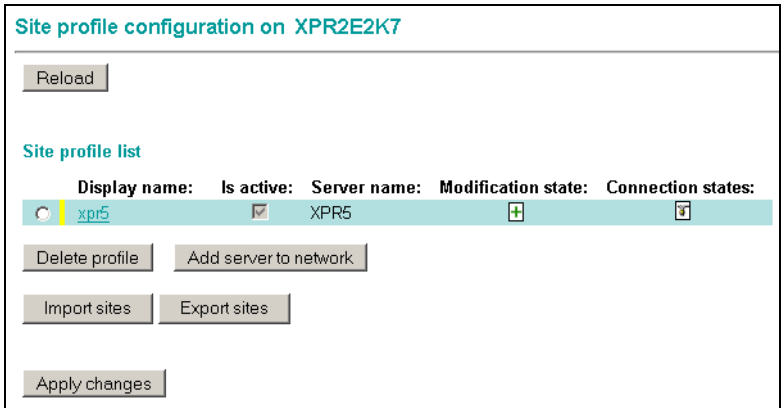 Site profile configuration on XPR2E2K7
Reload
Site profile list
Display name: Is active: Server name: Modification state: Connection states:
xpr5 XPR5
Delete profile Add server to network
Import sites Export sites
Apply changes